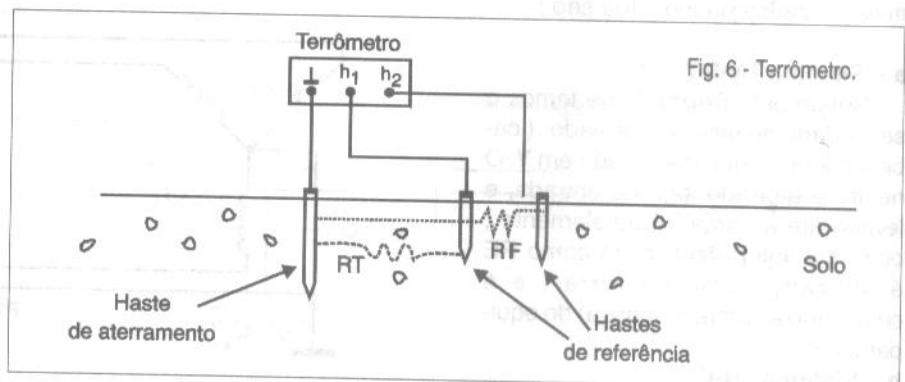 Terrômetro
h1 h2
Fig. 6 - Terrômetro.
RT
RF
Solo
Haste
de aterramento
Hastes
de referência